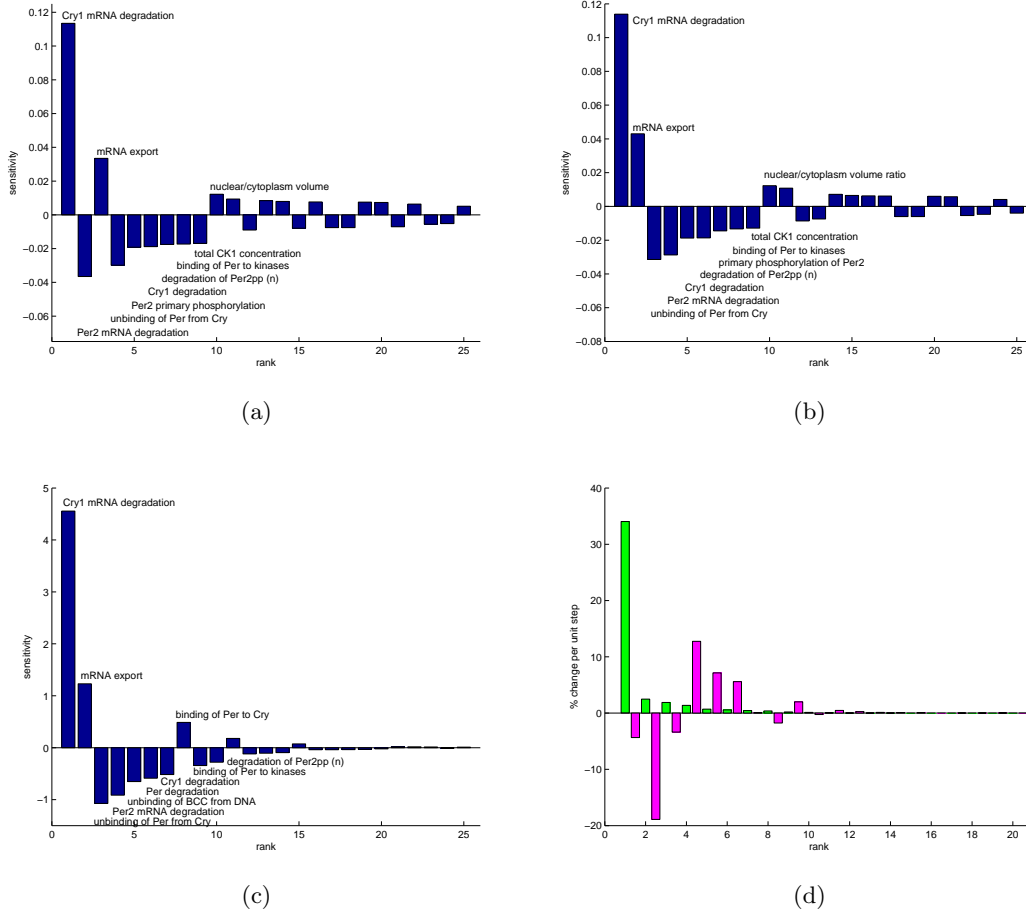 0.12
Cry1 mRNA degradation
0.1
0.08
0.06
0.04
mRNA export
0.02
nuclear/cytoplasm volume
0
−0.02
total CK1 concentration
binding of Per to kinases
degradation of Per2pp (n)
−0.04
Cry1 degradation
Per2 primary phosphorylation
−0.06
unbinding of Per from Cry
Per2 mRNA degradation
sensitivity
0 5 10 15 20 25
rank
(a)
0.12
Cry1 mRNA degradation
0.1
0.08
0.06
0.04
mRNA export
0.02
nuclear/cytoplasm volume ratio
0
−0.02
total CK1 concentration
binding of Per to kinases
primary phosphorylation of Per2
−0.04
degradation of Per2pp (n)
Cry1 degradation
Per2 mRNA degradation
−0.06
unbinding of Per from Cry
−0.08
sensitivity
0 5 10 15 20 25
rank
(b)
5
Cry1 mRNA degradation
4
3
2
mRNA export
1
binding of Per to Cry
0
degradation of Per2pp (n)
binding of Per to kinases
Cry1 degradation
Per degradation
−1
unbinding of BCC from DNA
Per2 mRNA degradation
unbinding of Per from Cry
sensitivity
0 5 10 15 20 25
rank
(c)
40
30
20
10
0
−10
−20
% change per unit step
0 2 4 6 8 10 12 14 16 18 20
rank
(d)